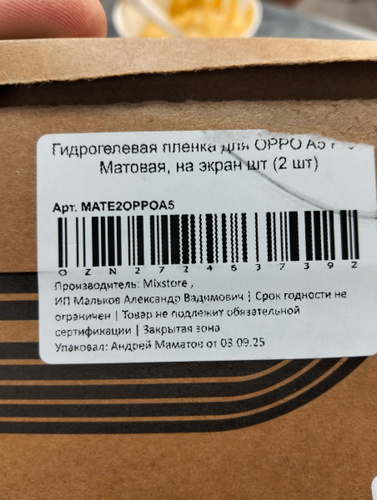 Гидрогелевая пленка для OPPO A5
Матовая, на экран шт (2 шт)
Арт. MATE2OPPOA5
OZN2724637392
Производитель: Mixstore ,
ИП Мальков Александр Вадимович | Срок годности не
ограничен | Товар не подлежит обязательной
сертификации | Закрытая зона
Упаковал: Андрей Маматов от 03.09.25